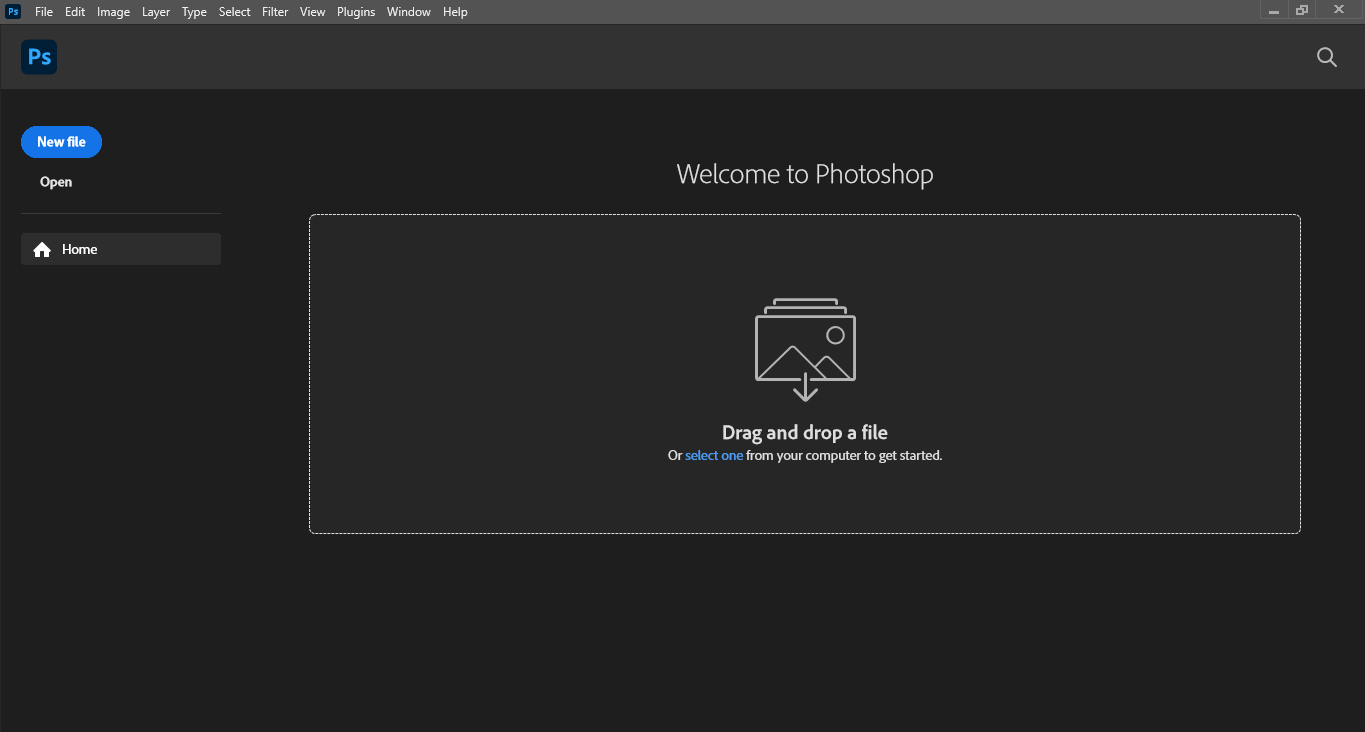 Ps File Edit Image Layer Type Select Filter View Plugins Window Help
Ps
New file
Open
Home
Welcome to Photoshop
Drag and drop a file
Or select one from your computer to get started.